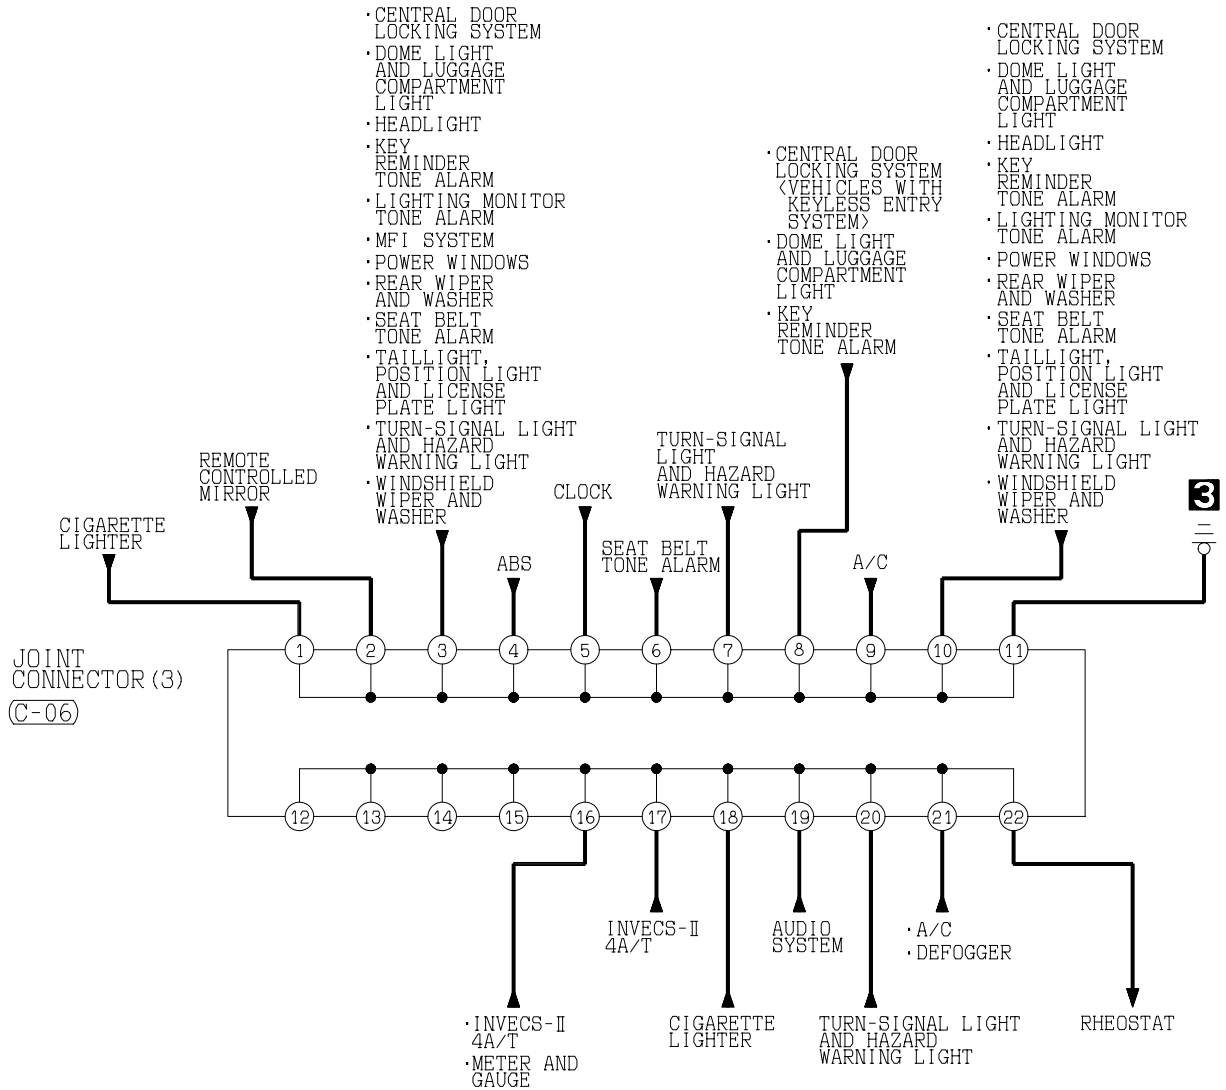 ·CENTRAL DOOR
LOCKING SYSTEM
·DOME LIGHT
AND LUGGAGE
COMPARTMENT
LIGHT
·HEADLIGHT
·KEY
REMINDER
TONE ALARM
·LIGHTING MONITOR
TONE ALARM
·MFI SYSTEM
·POWER WINDOWS
·REAR WIPER
AND WASHER
·SEAT BELT
TONE ALARM
·TAILLIGHT,
POSITION LIGHT
AND LICENSE
PLATE LIGHT
·TURN-SIGNAL LIGHT
AND HAZARD
WARNING LIGHT
·WINDSHIELD
WIPER AND
WASHER
·CENTRAL DOOR
LOCKING SYSTEM
<VEHICLES WITH
KEYLESS ENTRY
SYSTEM>
·DOME LIGHT
AND LUGGAGE
COMPARTMENT
LIGHT
·KEY
REMINDER
TONE ALARM
·CENTRAL DOOR
LOCKING SYSTEM
·DOME LIGHT
AND LUGGAGE
COMPARTMENT
LIGHT
·HEADLIGHT
·KEY
REMINDER
TONE ALARM
·LIGHTING MONITOR
TONE ALARM
·POWER WINDOWS
·REAR WIPER
AND WASHER
·SEAT BELT
TONE ALARM
·TAILLIGHT,
POSITION LIGHT
AND LICENSE
PLATE LIGHT
·TURN-SIGNAL LIGHT
AND HAZARD
WARNING LIGHT
·WINDSHIELD
WIPER AND
WASHER
3
CIGARETTE
LIGHTER
REMOTE
CONTROLLED
MIRROR
ABS
CLOCK
SEAT BELT
TONE ALARM
TURN-SIGNAL
LIGHT
AND HAZARD
WARNING LIGHT
A/C
1 2 3 4 5 6 7 8 9 10 11
JOINT
CONNECTOR(3)
C-06
12 13 14 15 16 17 18 19 20 21 22
·INVECS-Ⅱ
4A/T
·METER AND
GAUGE
INVECS-Ⅱ
4A/T
CIGARETTE
LIGHTER
AUDIO
SYSTEM
TURN-SIGNAL LIGHT
AND HAZARD
WARNING LIGHT
·A/C
·DEFOGGER
RHEOSTAT